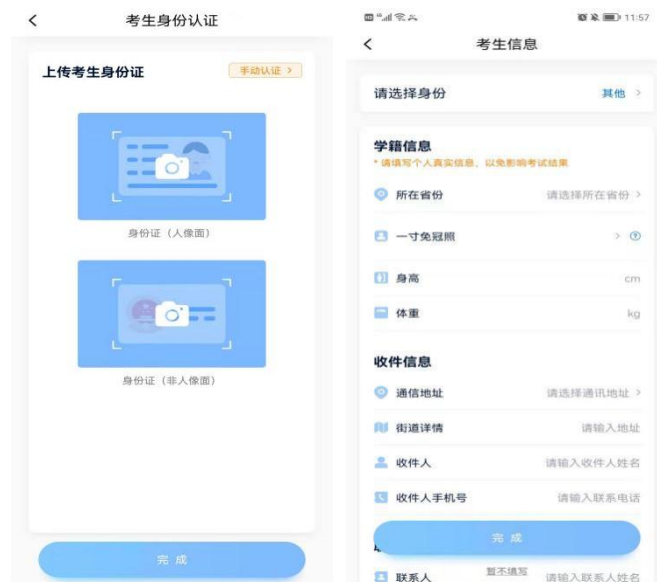 考生身份认证
上传考生身份证
手动认证 >
身份证（人像面）
身份证（非人像面）
完成
11:57
考生信息
请选择身份
其他 >
学籍信息
* 请填写个人真实信息，以免影响考试结果
所在省份
请选择所在省份 >
一寸免冠照
> ?
身高
cm
体重
kg
收件信息
通信地址
请选择通讯地址 >
街道详情
请输入地址
收件人
请输入收件人姓名
收件人手机号
请输入联系电话
完成
暂不填写
联系人
请输入联系人姓名